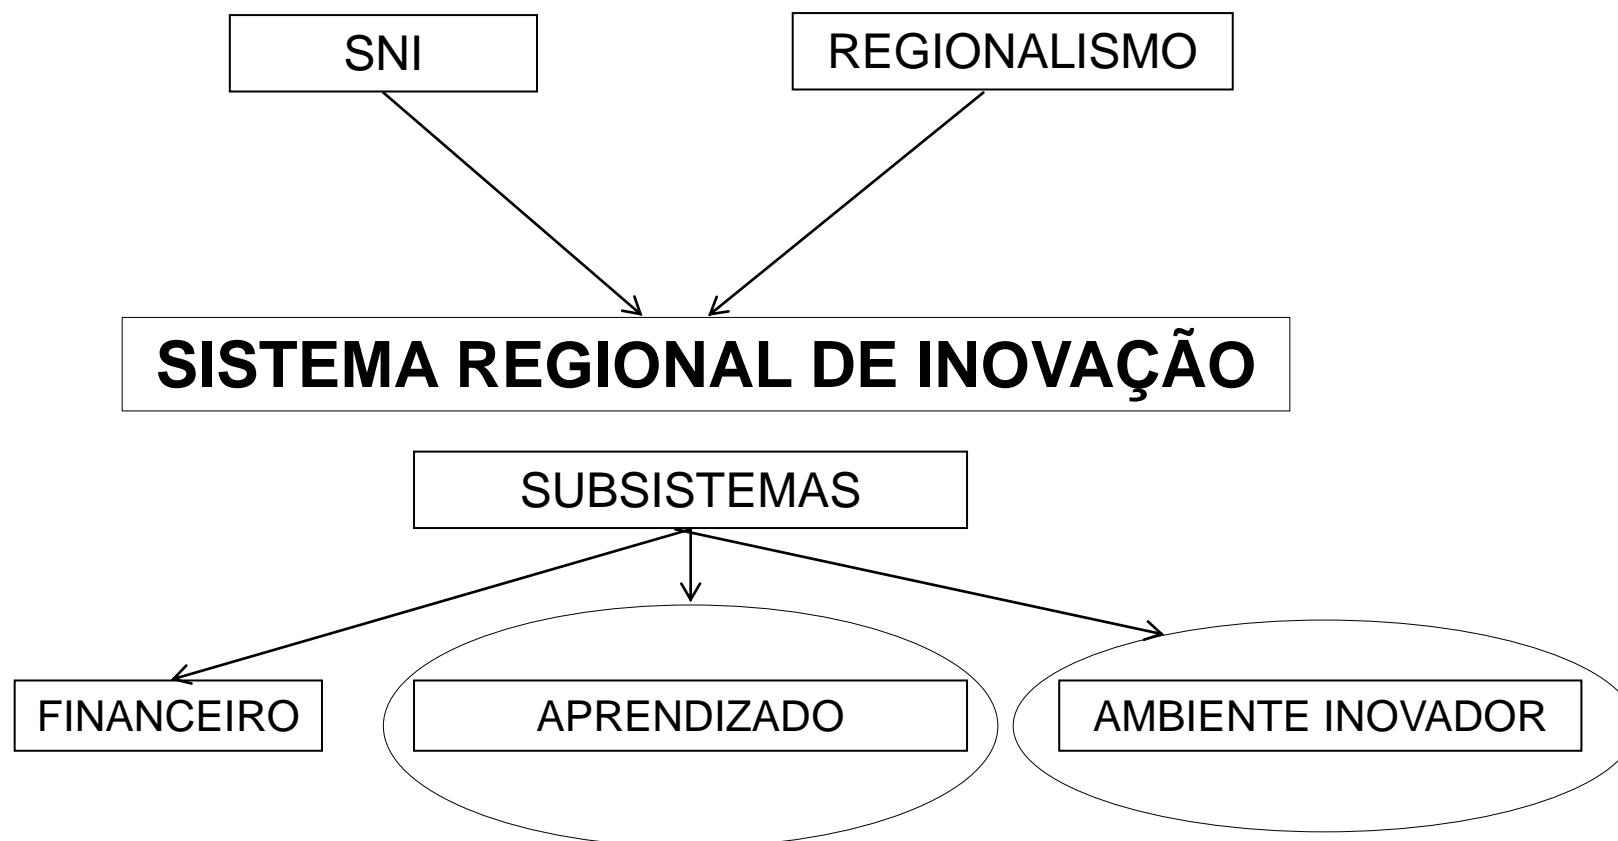 SNI
REGIONALISMO
SISTEMA REGIONAL DE INOVAÇÃO
SUBSISTEMAS
FINANCEIRO
APRENDIZADO
AMBIENTE INOVADOR